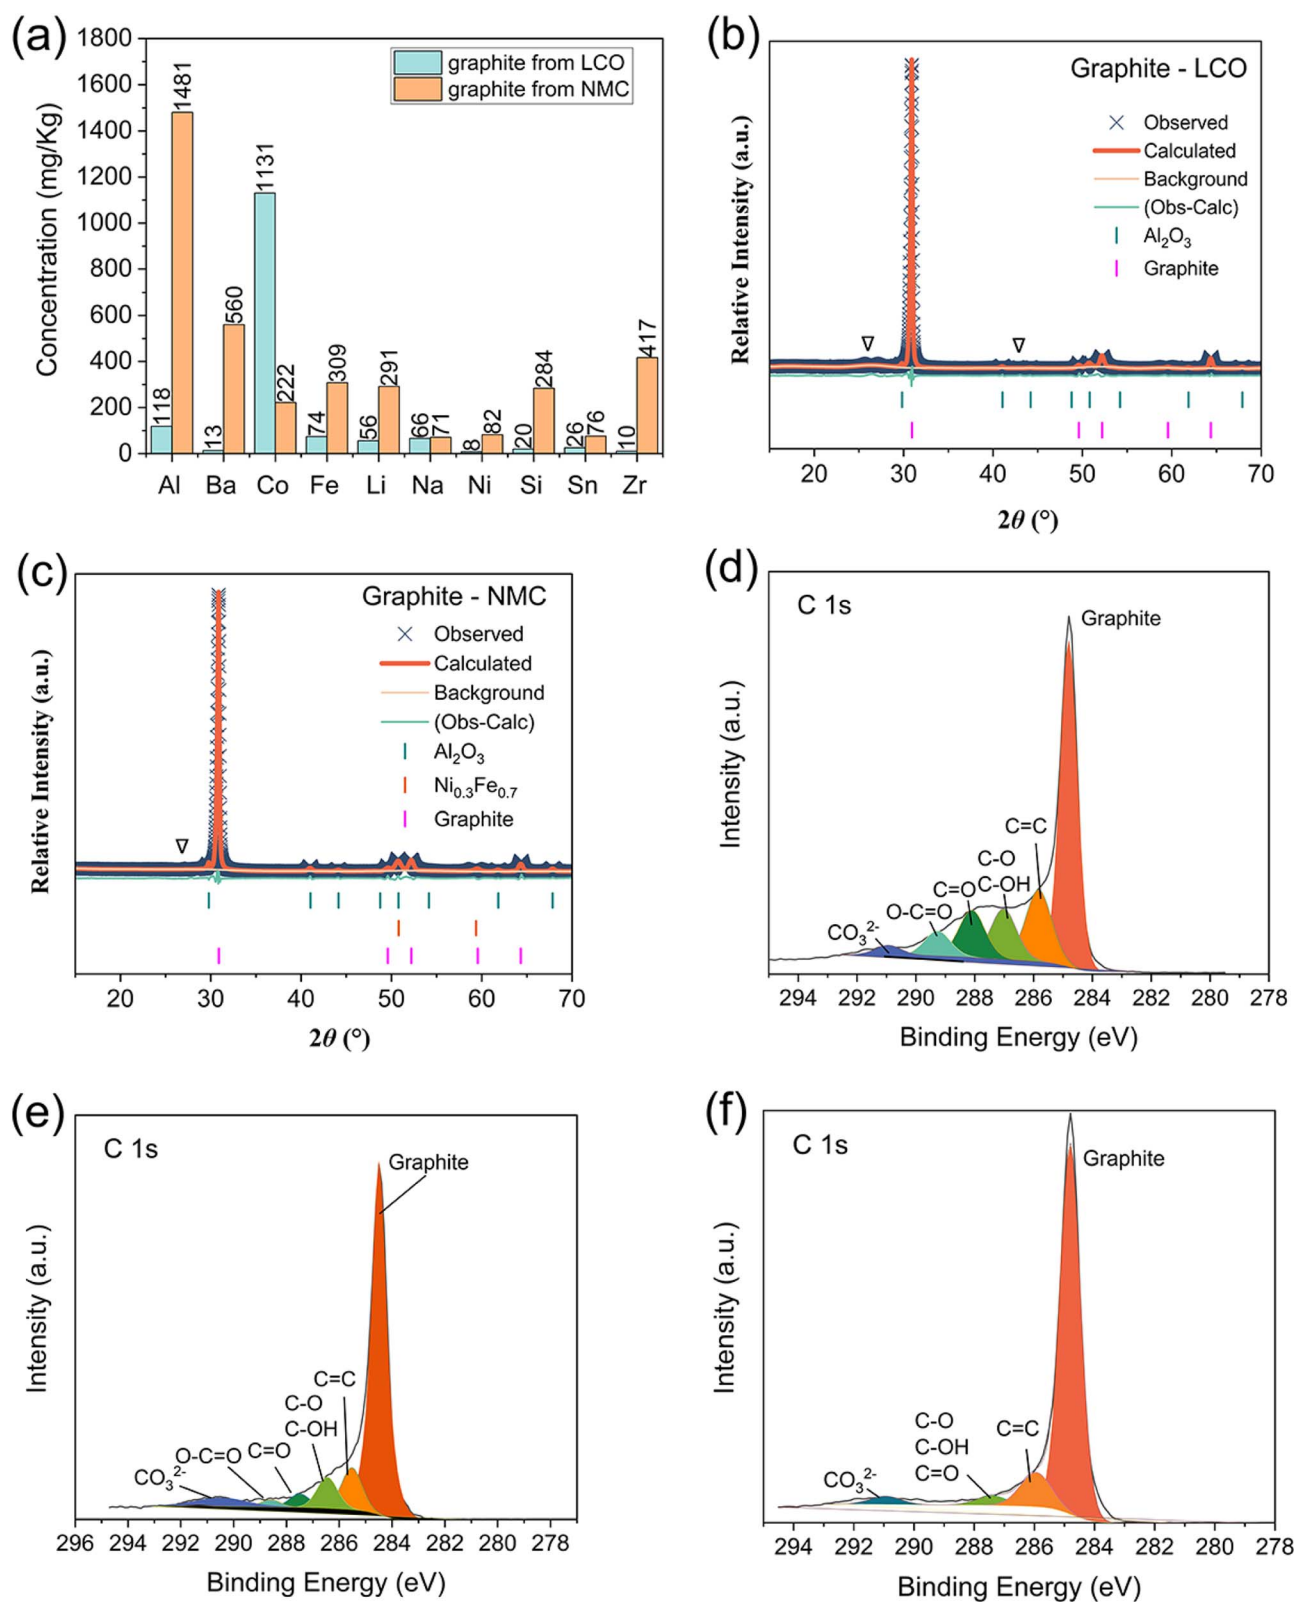 (a)
1800
1600
1400
1200
1000
800
600
400
200
0
Concentration (mg/Kg)
graphite from LCO
graphite from NMC
118
1481
13
560
1131
222
74
309
56
291
66
71
8
82
20
284
26
76
10
417
Al Ba Co Fe Li Na Ni Si Sn Zr
(b)
Graphite - LCO
Observed
Calculated
Background
(Obs-Calc)
Al₂O₃
Graphite
Relative Intensity (a.u.)
20 30 40 50 60 70
2θ (°)
(c)
Graphite - NMC
Observed
Calculated
Background
(Obs-Calc)
Al₂O₃
Ni₀.₃Fe₀.₇
Graphite
Relative Intensity (a.u.)
20 30 40 50 60 70
2θ (°)
(d)
C 1s
Graphite
C=C
C-O
C-OH
C=O
O-C=O
CO₃²⁻
Intensity (a.u.)
294 292 290 288 286 284 282 280 278
Binding Energy (eV)
(e)
C 1s
Graphite
C=C
C-O
C-OH
C=O
O-C=O
CO₃²⁻
Intensity (a.u.)
296 294 292 290 288 286 284 282 280 278
Binding Energy (eV)
(f)
C 1s
Graphite
C-O
C=C
C-OH
C=O
CO₃²⁻
Intensity (a.u.)
294 292 290 288 286 284 282 280 278
Binding Energy (eV)